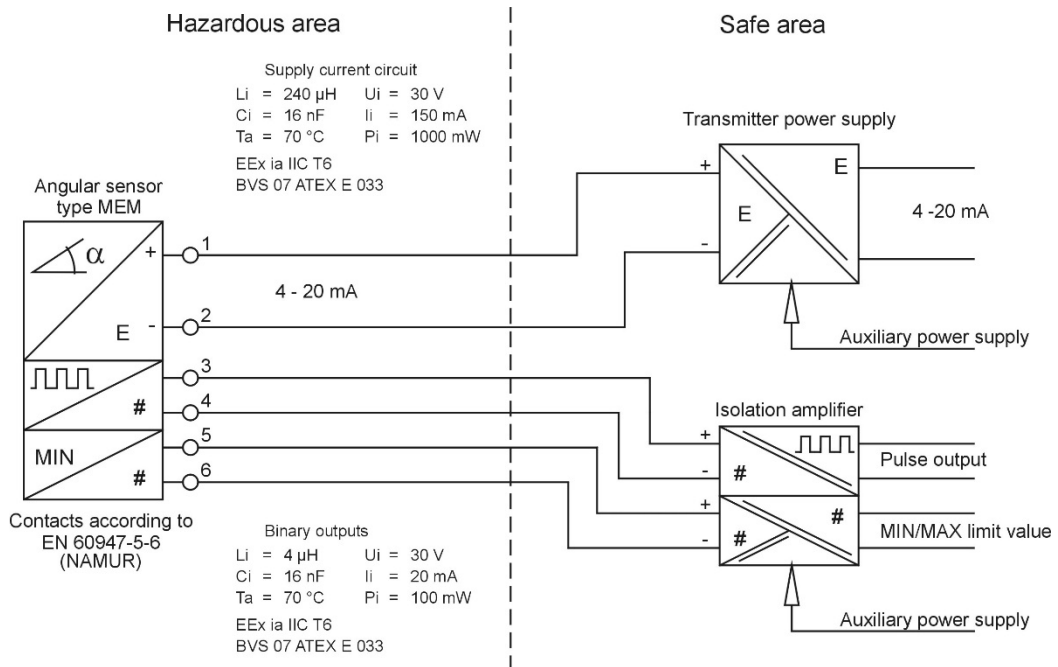 Hazardous area
Safe area
Supply current circuit
Li = 240 µH Ui = 30 V
Ci = 16 nF Ii = 150 mA
Ta = 70 °C Pi = 1000 mW
EEx ia IIC T6
BVS 07 ATEX E 033
Transmitter power supply
Angular sensor
type MEM
α
+
1
E
-
2
4 - 20 mA
+
-
E
E
4 -20 mA
Auxiliary power supply
3
#
4
MIN
5
#
6
Isolation amplifier
+
-
#
Pulse output
+
-
#
#
MIN/MAX limit value
Auxiliary power supply
Contacts according to
EN 60947-5-6
(NAMUR)
Binary outputs
Li = 4 µH Ui = 30 V
Ci = 16 nF Ii = 20 mA
Ta = 70 °C Pi = 100 mW
EEx ia IIC T6
BVS 07 ATEX E 033